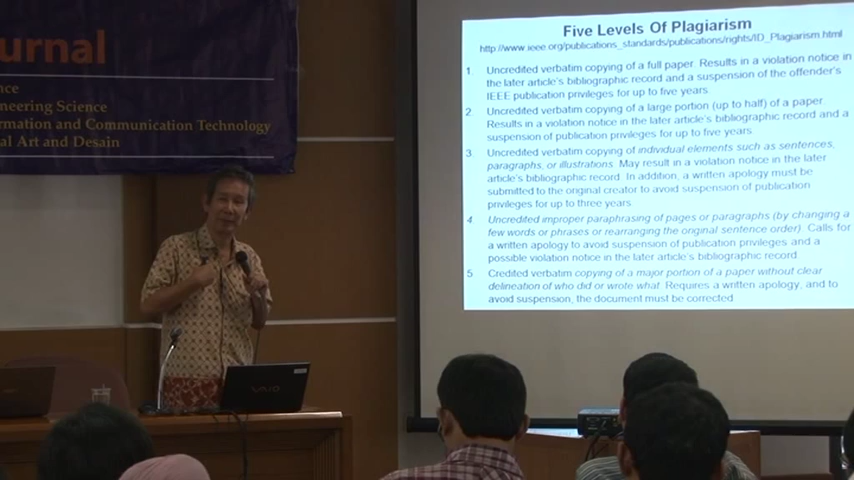 urnal
nce
neering Science
ormation and Communication Technology
al Art and Desain
Five Levels Of Plagiarism
http://www.ieee.org/publications_standards/publications/rights/ID_Plagiarism.html
1. Uncredited verbatim copying of a full paper. Results in a violation notice in
the later article's bibliographic record and a suspension of the offender's
IEEE publication privileges for up to five years.
2. Uncredited verbatim copying of a large portion (up to half) of a paper.
Results in a violation notice in the later article's bibliographic record and a
suspension of publication privileges for up to five years
3. Uncredited verbatim copying of individual elements such as sentences,
paragraphs, or illustrations. May result in a violation notice in the later
article's bibliographic record. In addition, a written apology must be
submitted to the original creator to avoid suspension of publication
privileges for up to three years
4. Uncredited improper paraphrasing of pages or paragraphs (by changing a
few words or phrases or rearranging the original sentence order). Calls for
a written apology to avoid suspension of publication privileges and a
possible violation notice in the later article's bibliographic record.
5. Credited verbatim copying of a major portion of a paper without clear
delineation of who did or wrote what. Requires a written apology, and to
avoid suspension, the document must be corrected
VAIO